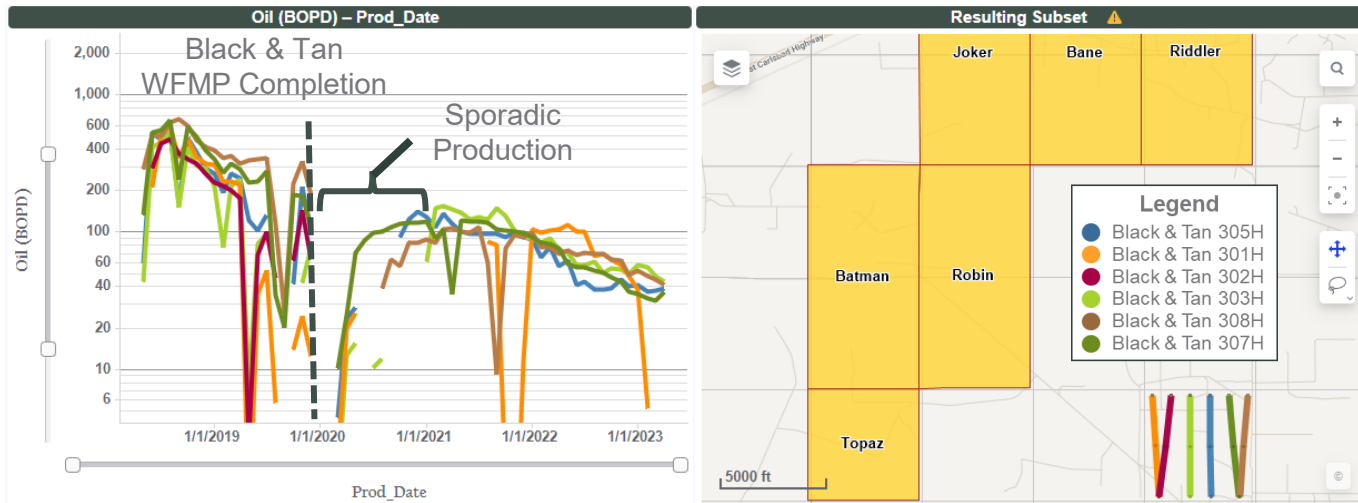 Oil (BOPD) – Prod_Date
Black & Tan
WFMP Completion
Sporadic
Production
2,000
1,000
600
400
200
100
60
40
20
10
6
Oil (BOPD)
1/1/2019
1/1/2020
1/1/2021
1/1/2022
1/1/2023
Prod_Date
Resulting Subset
st Carlsbad Highway
Joker
Bane
Riddler
Batman
Robin
Topaz
Legend
Black & Tan 305H
Black & Tan 301H
Black & Tan 302H
Black & Tan 303H
Black & Tan 308H
Black & Tan 307H
5000 ft
©